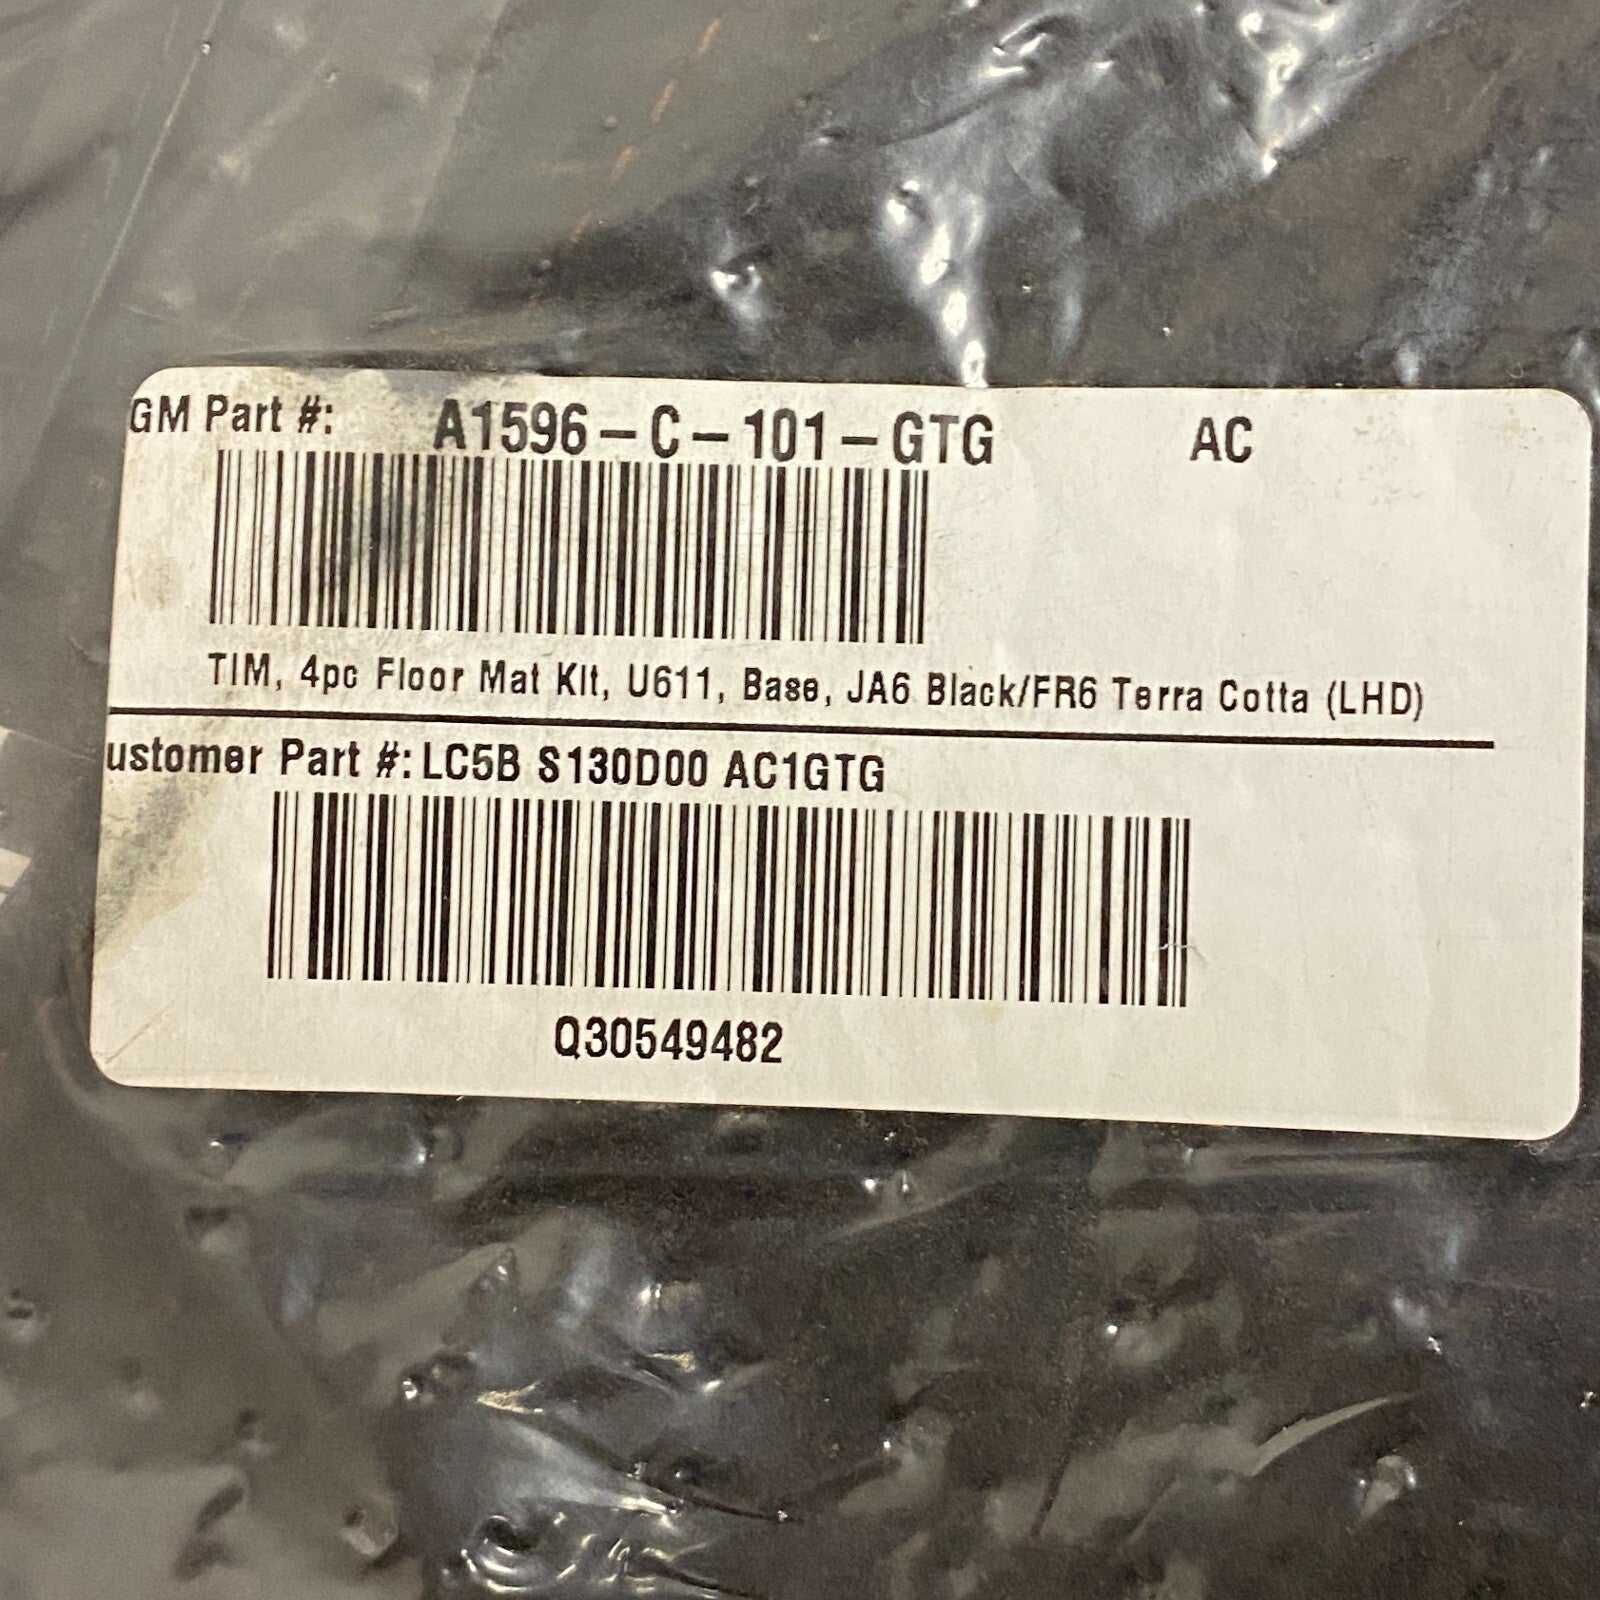 GM Part #: A1596-C-101-GTG AC
TIM, 4pc Floor Mat Kit, U611, Base, JA6 Black/FR6 Terra Cotta (LHD)
ustomer Part #: LC5B S130D00 AC1GTG
Q30549482